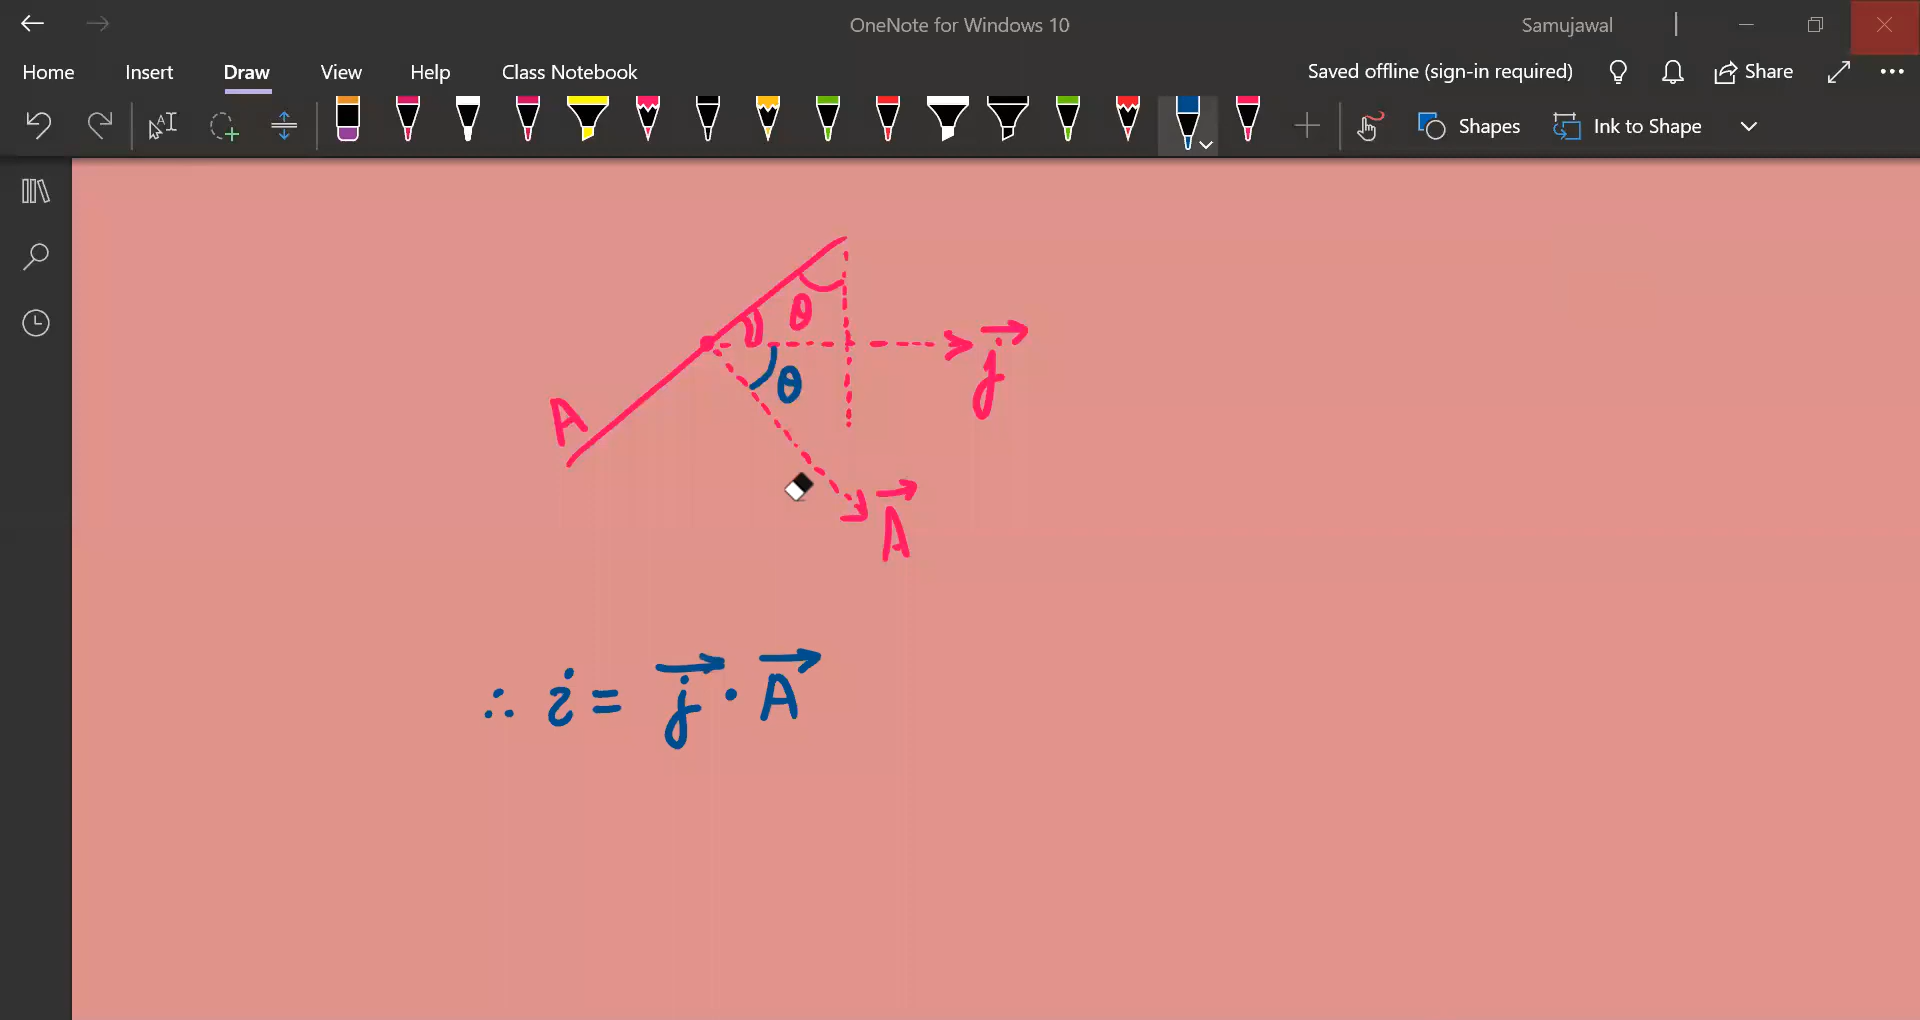 OneNote for Windows 10
Samujawal
Home Insert Draw View Help Class Notebook
Saved offline (sign-in required) Share
Shapes Ink to Shape
θ
j⃗
θ
A
A⃗
∴ i = j⃗ · A⃗